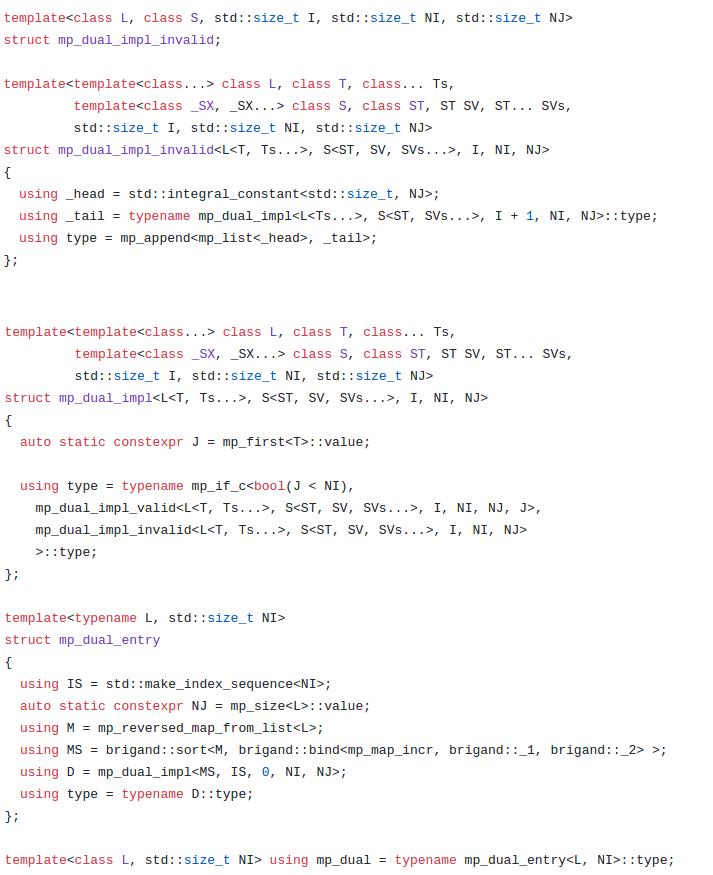 template<class L, class S, std::size_t I, std::size_t NI, std::size_t NJ>
struct mp_dual_impl_invalid;

template<template<class...> class L, class T, class... Ts,
         template<class _SX, _SX...> class S, class ST, ST SV, ST... SVs,
         std::size_t I, std::size_t NI, std::size_t NJ>
struct mp_dual_impl_invalid<L<T, Ts...>, S<ST, SV, SVs...>, I, NI, NJ>
{
  using _head = std::integral_constant<std::size_t, NJ>;
  using _tail = typename mp_dual_impl<L<Ts...>, S<ST, SVs...>, I + 1, NI, NJ>::type;
  using type = mp_append<mp_list<_head>, _tail>;
};

template<template<class...> class L, class T, class... Ts,
         template<class _SX, _SX...> class S, class ST, ST SV, ST... SVs,
         std::size_t I, std::size_t NI, std::size_t NJ>
struct mp_dual_impl<L<T, Ts...>, S<ST, SV, SVs...>, I, NI, NJ>
{
  auto static constexpr J = mp_first<T>::value;

  using type = typename mp_if_c<bool(J < NI),
    mp_dual_impl_valid<L<T, Ts...>, S<ST, SV, SVs...>, I, NI, NJ, J>,
    mp_dual_impl_invalid<L<T, Ts...>, S<ST, SV, SVs...>, I, NI, NJ>
    >::type;
};

template<typename L, std::size_t NI>
struct mp_dual_entry
{
  using IS = std::make_index_sequence<NI>;
  auto static constexpr NJ = mp_size<L>::value;
  using M = mp_reversed_map_from_list<L>;
  using MS = brigand::sort<M, brigand::bind<mp_map_incr, brigand::_1, brigand::_2> >;
  using D = mp_dual_impl<MS, IS, 0, NI, NJ>;
  using type = typename D::type;
};

template<class L, std::size_t NI> using mp_dual = typename mp_dual_entry<L, NI>::type;